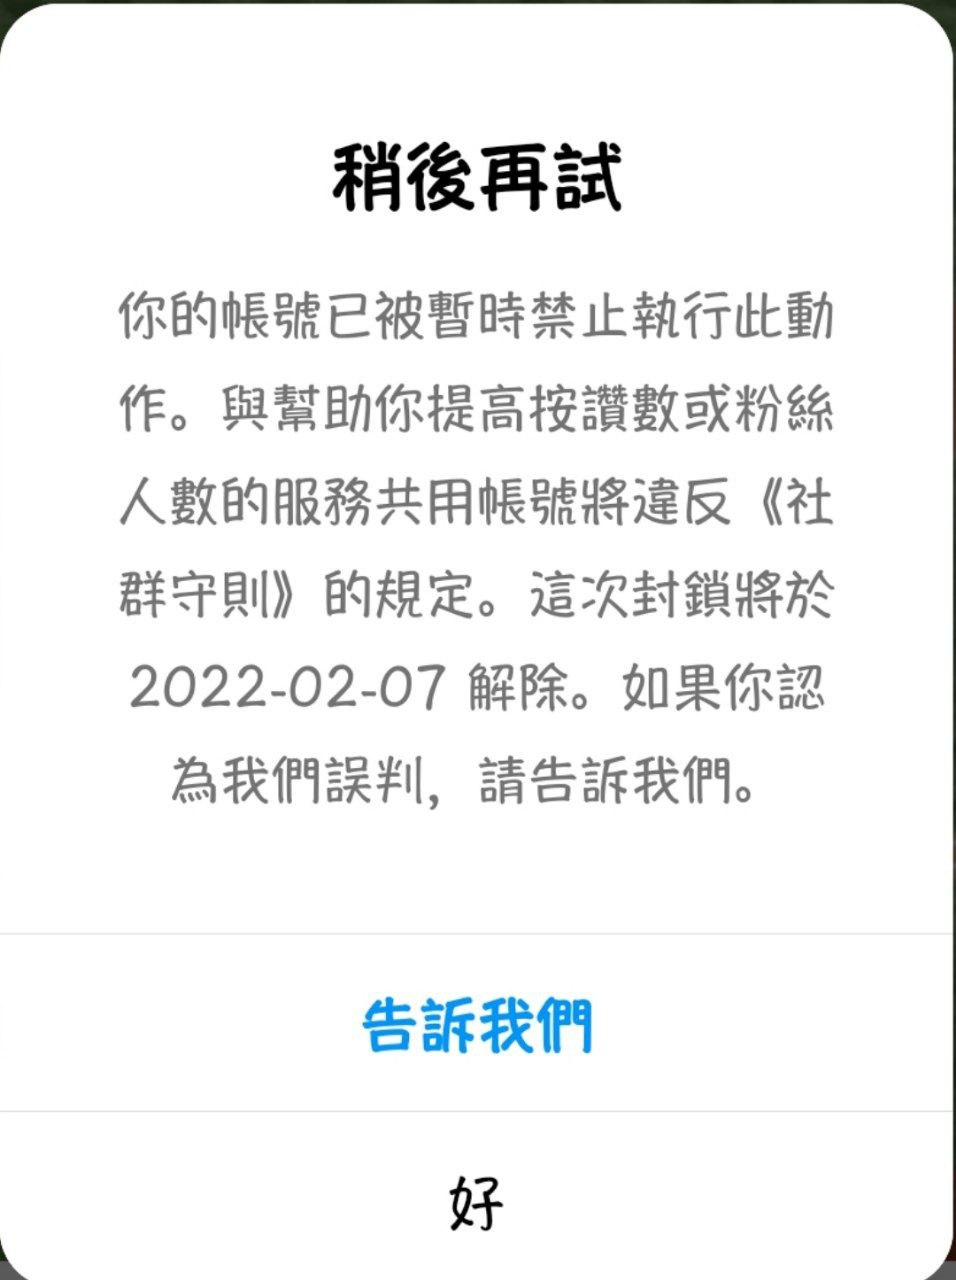 稍後再試
你的帳號已被暫時禁止執行此動
作。與幫助你提高按讚數或粉絲
人數的服務共用帳號將違反《社
群守則》的規定。這次封鎖將於
2022-02-07 解除。如果你認
為我們誤判，請告訴我們。
告訴我們
好